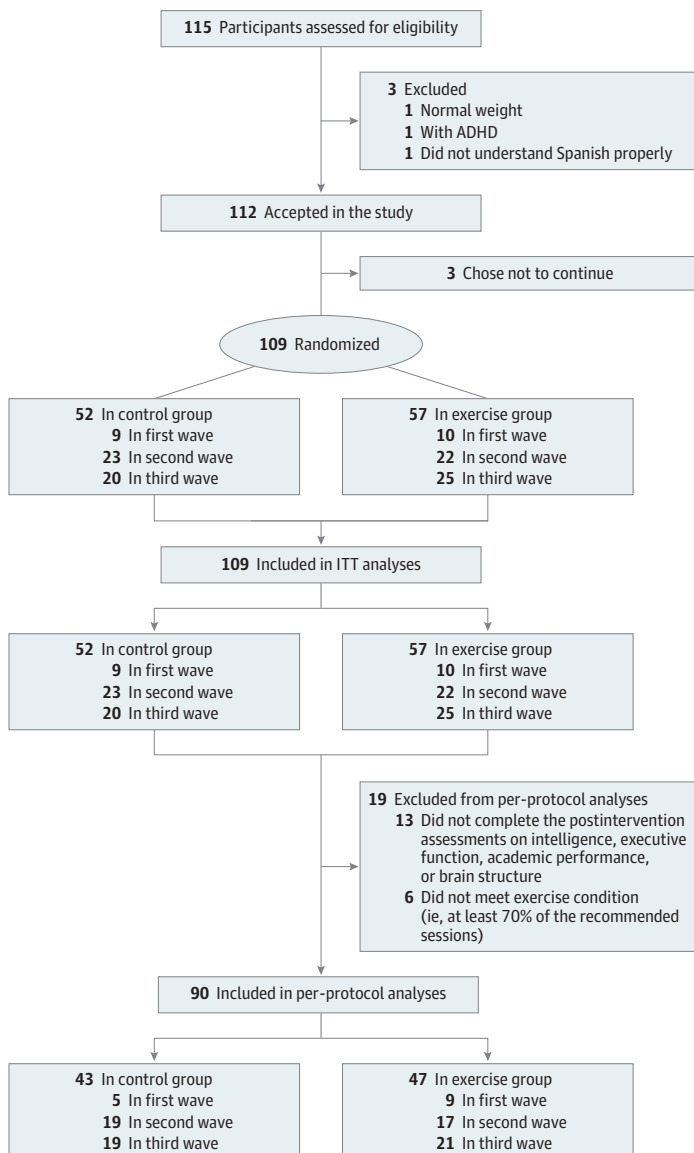 115 Participants assessed for eligibility
3 Excluded
1 Normal weight
1 With ADHD
1 Did not understand Spanish properly
112 Accepted in the study
3 Chose not to continue
109 Randomized
52 In control group
9 In first wave
23 In second wave
20 In third wave
57 In exercise group
10 In first wave
22 In second wave
25 In third wave
109 Included in ITT analyses
52 In control group
9 In first wave
23 In second wave
20 In third wave
57 In exercise group
10 In first wave
22 In second wave
25 In third wave
19 Excluded from per-protocol analyses
13 Did not complete the postintervention
assessments on intelligence, executive
function, academic performance,
or brain structure
6 Did not meet exercise condition
(ie, at least 70% of the recommended
sessions)
90 Included in per-protocol analyses
43 In control group
5 In first wave
19 In second wave
19 In third wave
47 In exercise group
9 In first wave
17 In second wave
21 In third wave